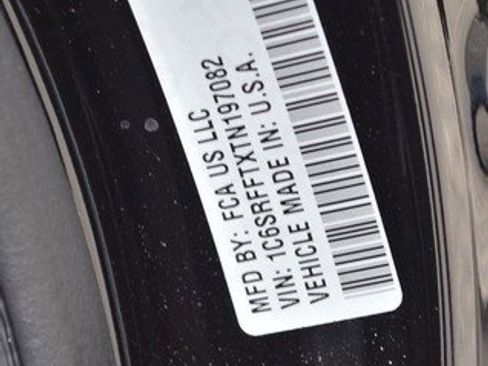 MFD BY: FCA US LLC
VIN: 1C6SRFFTXTN197082
VEHICLE MADE IN: U.S.A.